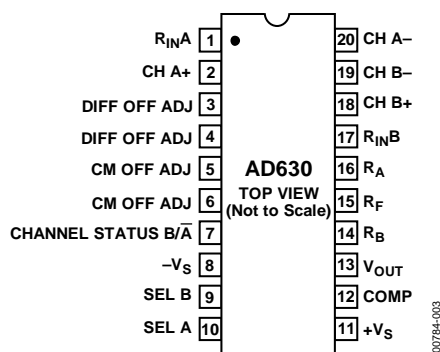 RINA 1
CH A+ 2
DIFF OFF ADJ 3
DIFF OFF ADJ 4
CM OFF ADJ 5
CM OFF ADJ 6
CHANNEL STATUS B/A̅ 7
–VS 8
SEL B 9
SEL A 10
AD630
TOP VIEW
(Not to Scale)
20 CH A–
19 CH B–
18 CH B+
17 RINB
16 RA
15 RF
14 RB
13 VOUT
12 COMP
11 +VS
00784-003